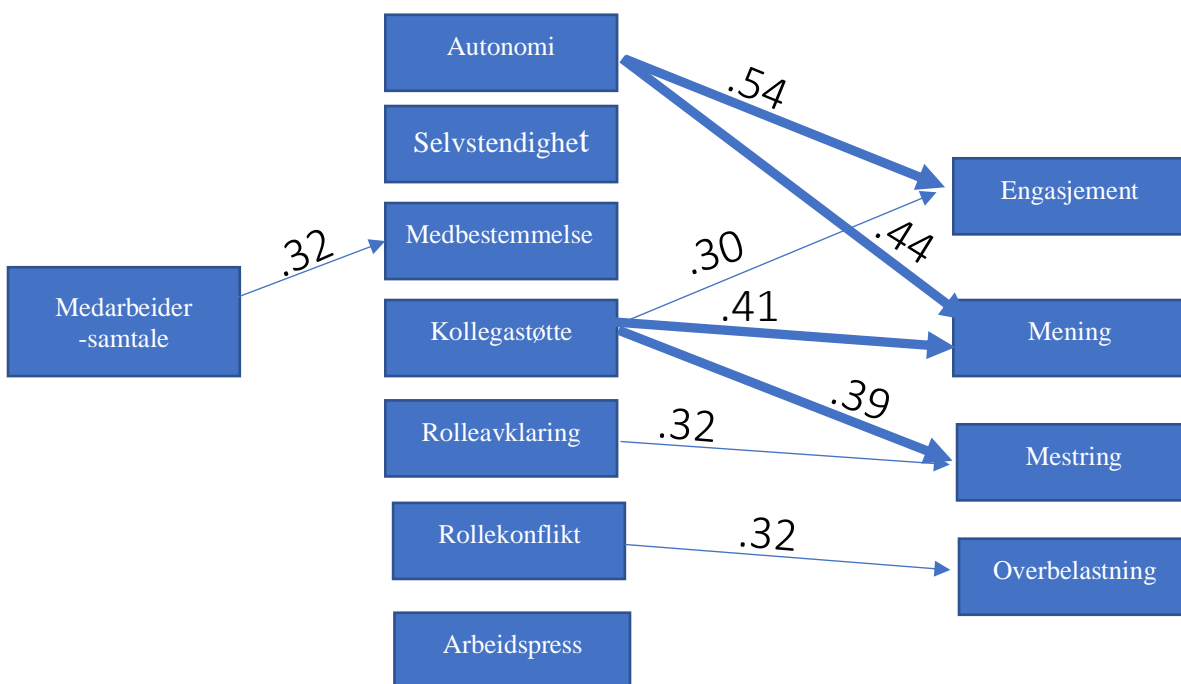 Autonomi
.54
Selvstendighet
Engasjement
Medbestemmelse
.32
.30
.44
Medarbeider
-samtale
Kollegastøtte
.41
Mening
.39
Rolleavklaring
.32
Mestring
Rollekonflikt
.32
Overbelastning
Arbeidspress